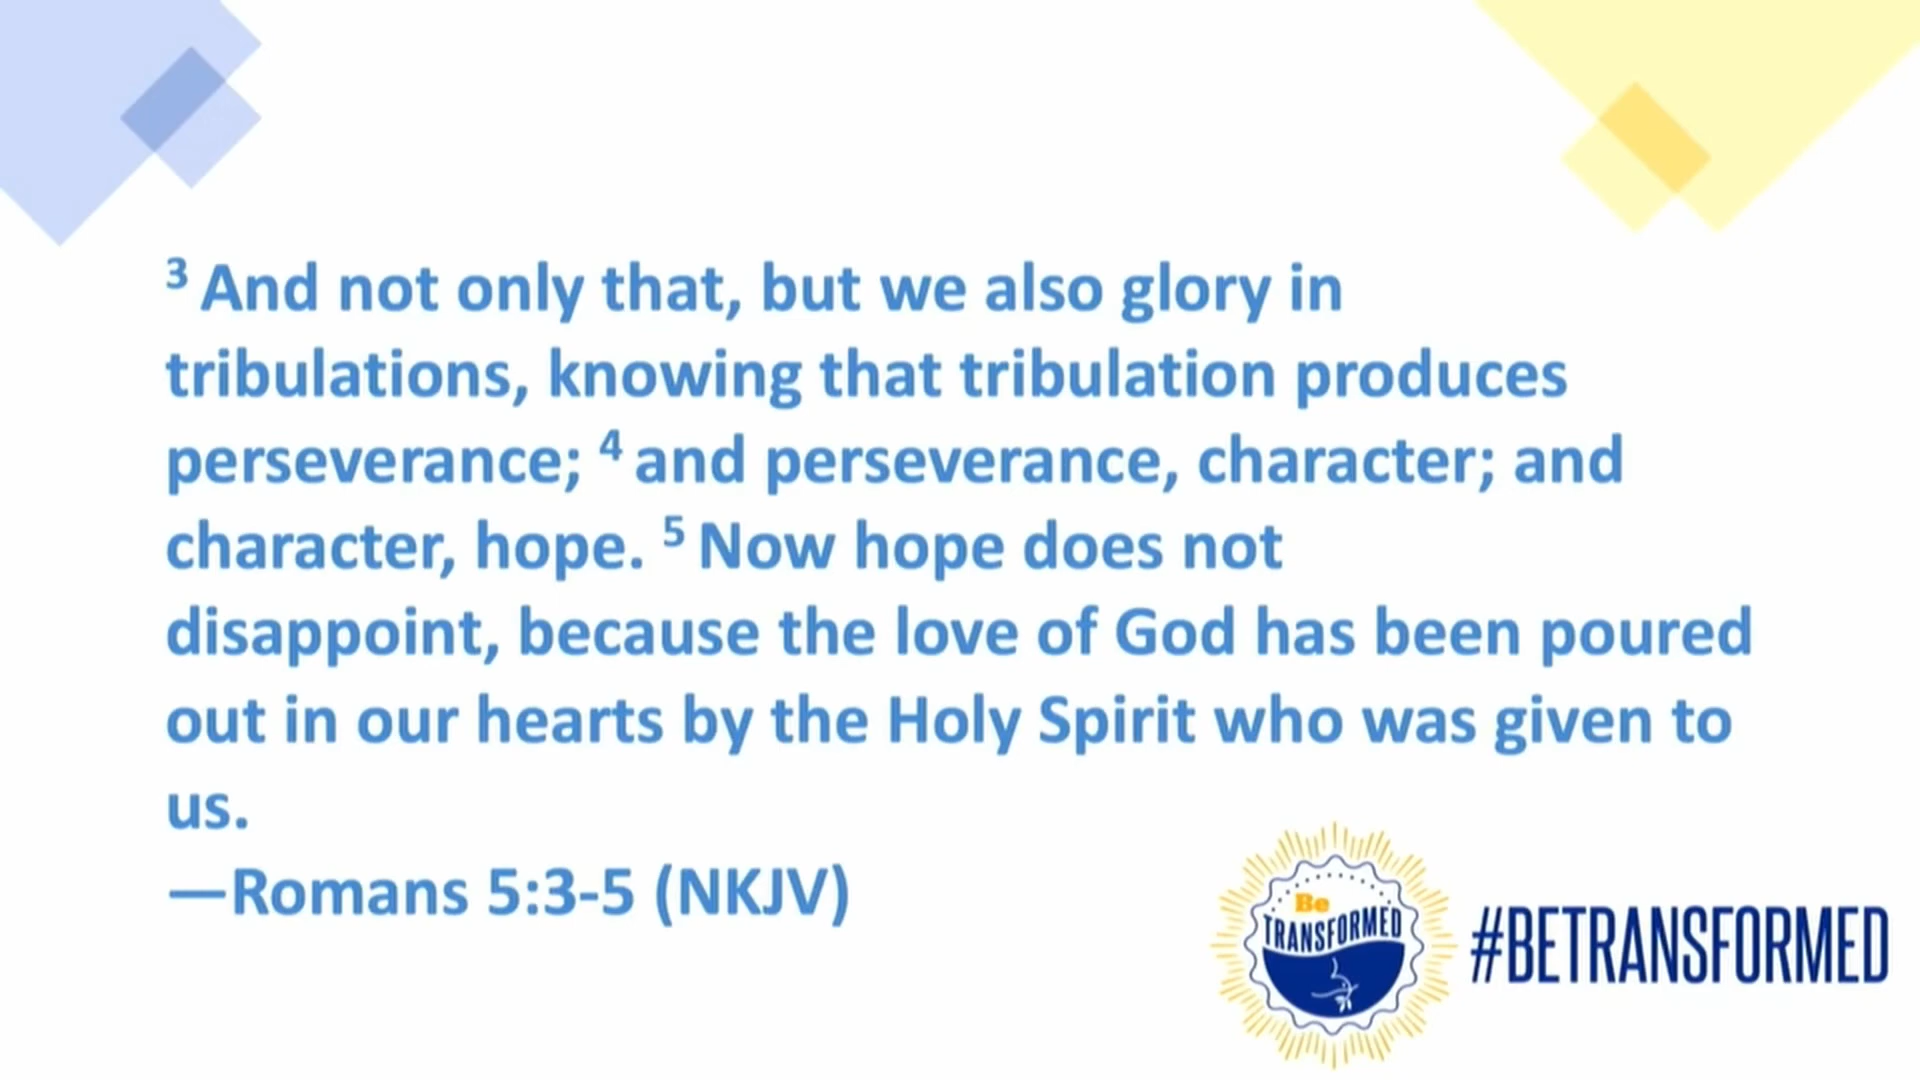 ³ And not only that, but we also glory in
tribulations, knowing that tribulation produces
perseverance; ⁴ and perseverance, character; and
character, hope. ⁵ Now hope does not
disappoint, because the love of God has been poured
out in our hearts by the Holy Spirit who was given to
us.
—Romans 5:3-5 (NKJV)
Be
TRANSFORMED
#BETRANSFORMED